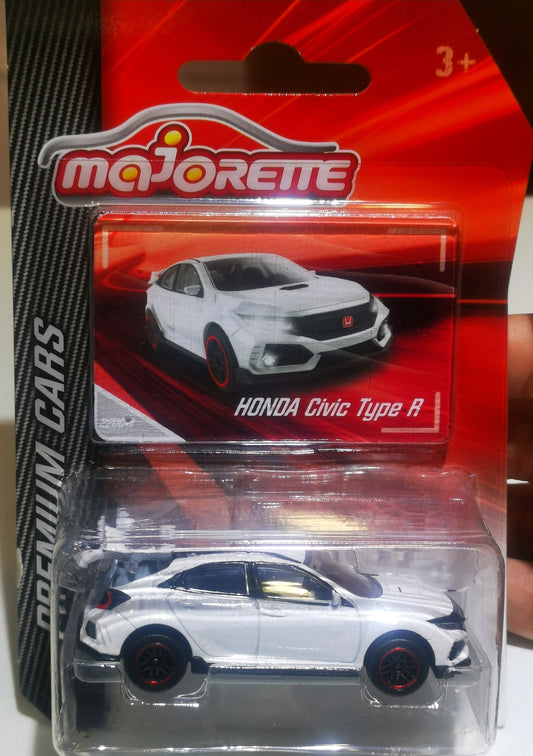 3+
majorette
HONDA Civic Type R
PREMIUM CARS